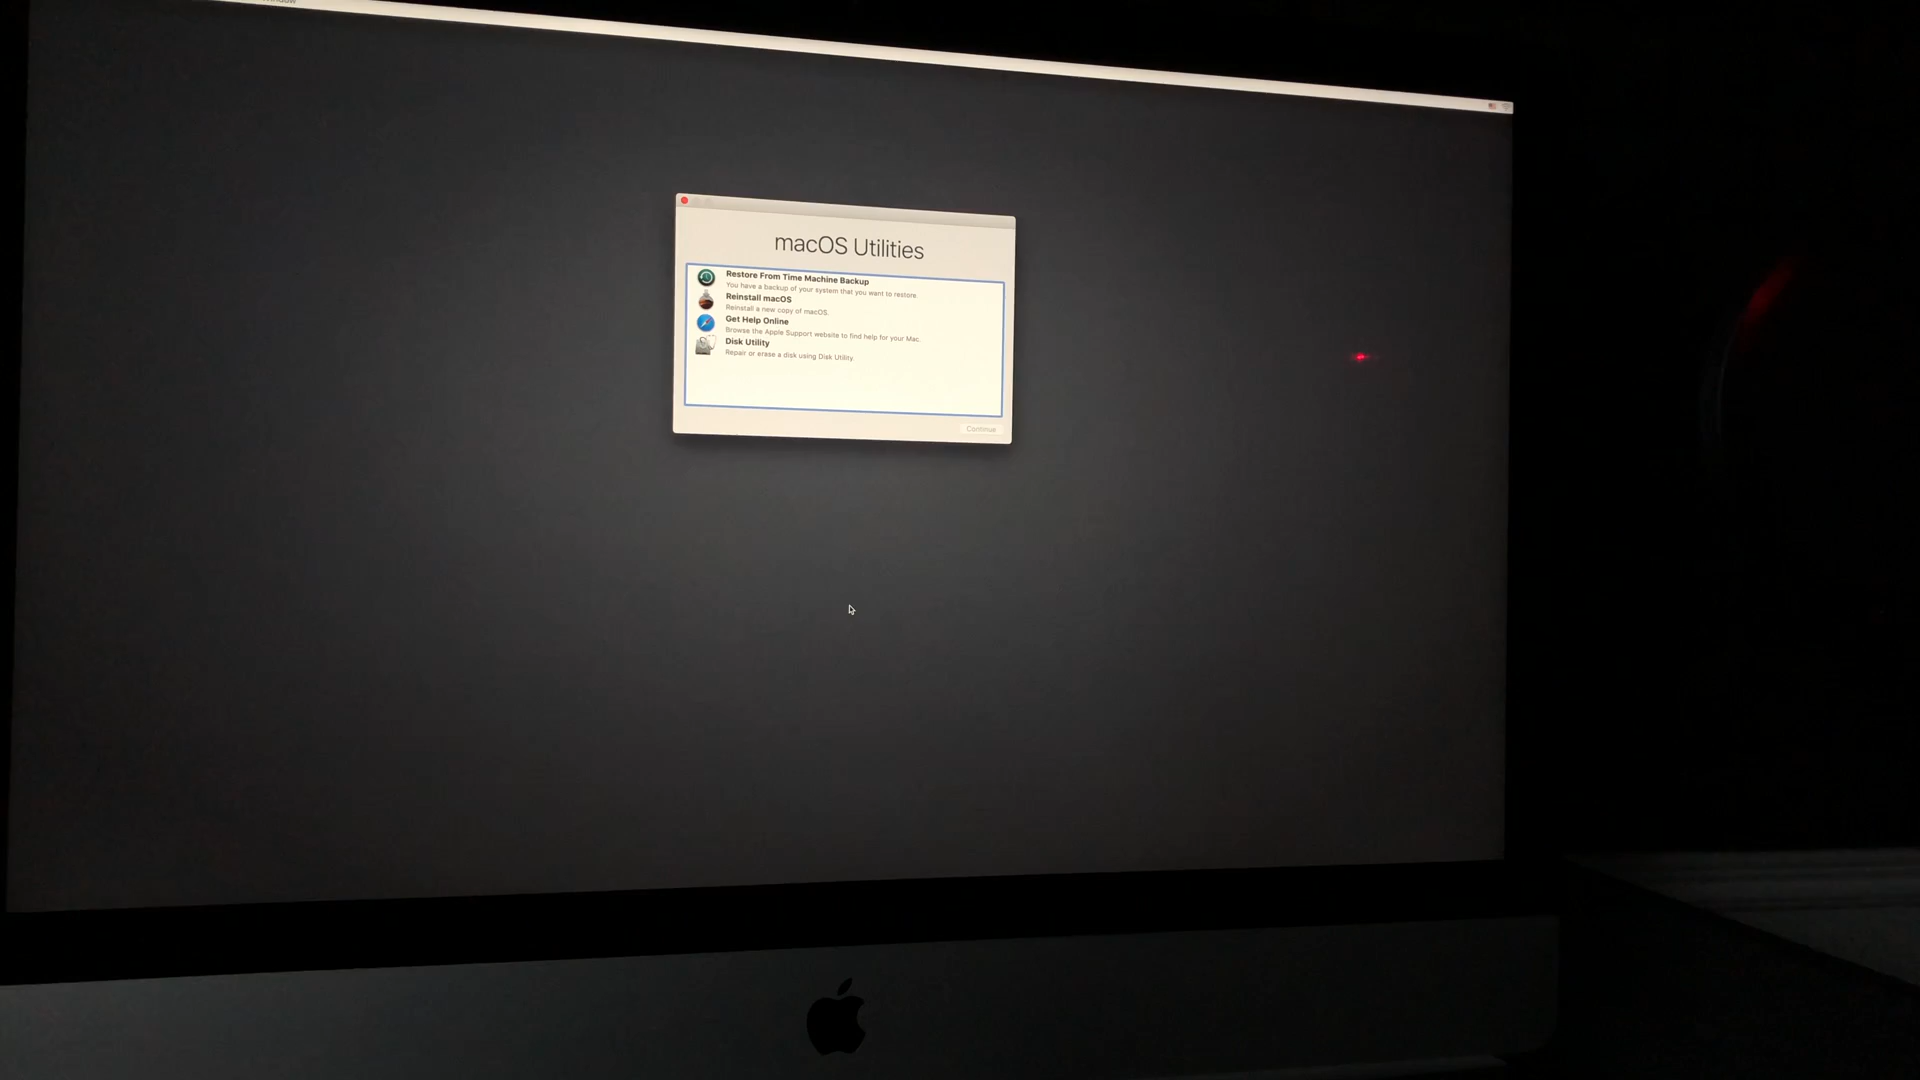 macOS Utilities
Restore From Time Machine Backup
You have a backup of your system that you want to restore.
Reinstall macOS
Reinstall a new copy of macOS.
Get Help Online
Browse the Apple Support website to find help for your Mac.
Disk Utility
Repair or erase a disk using Disk Utility.
Continue